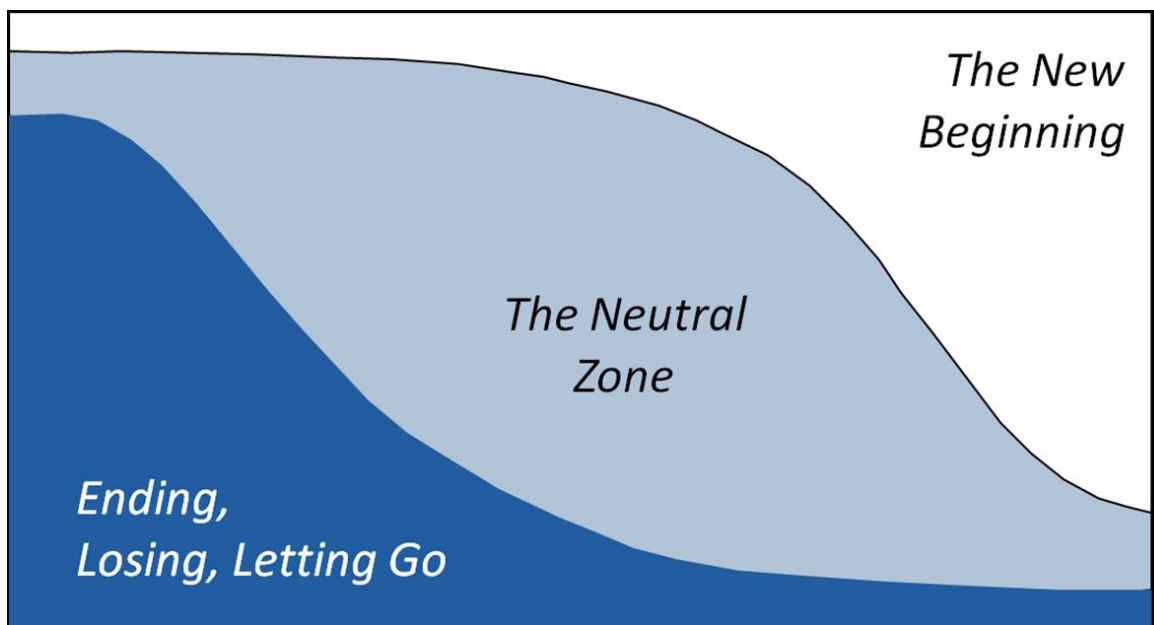 The New
Beginning
The Neutral
Zone
Ending,
Losing, Letting Go